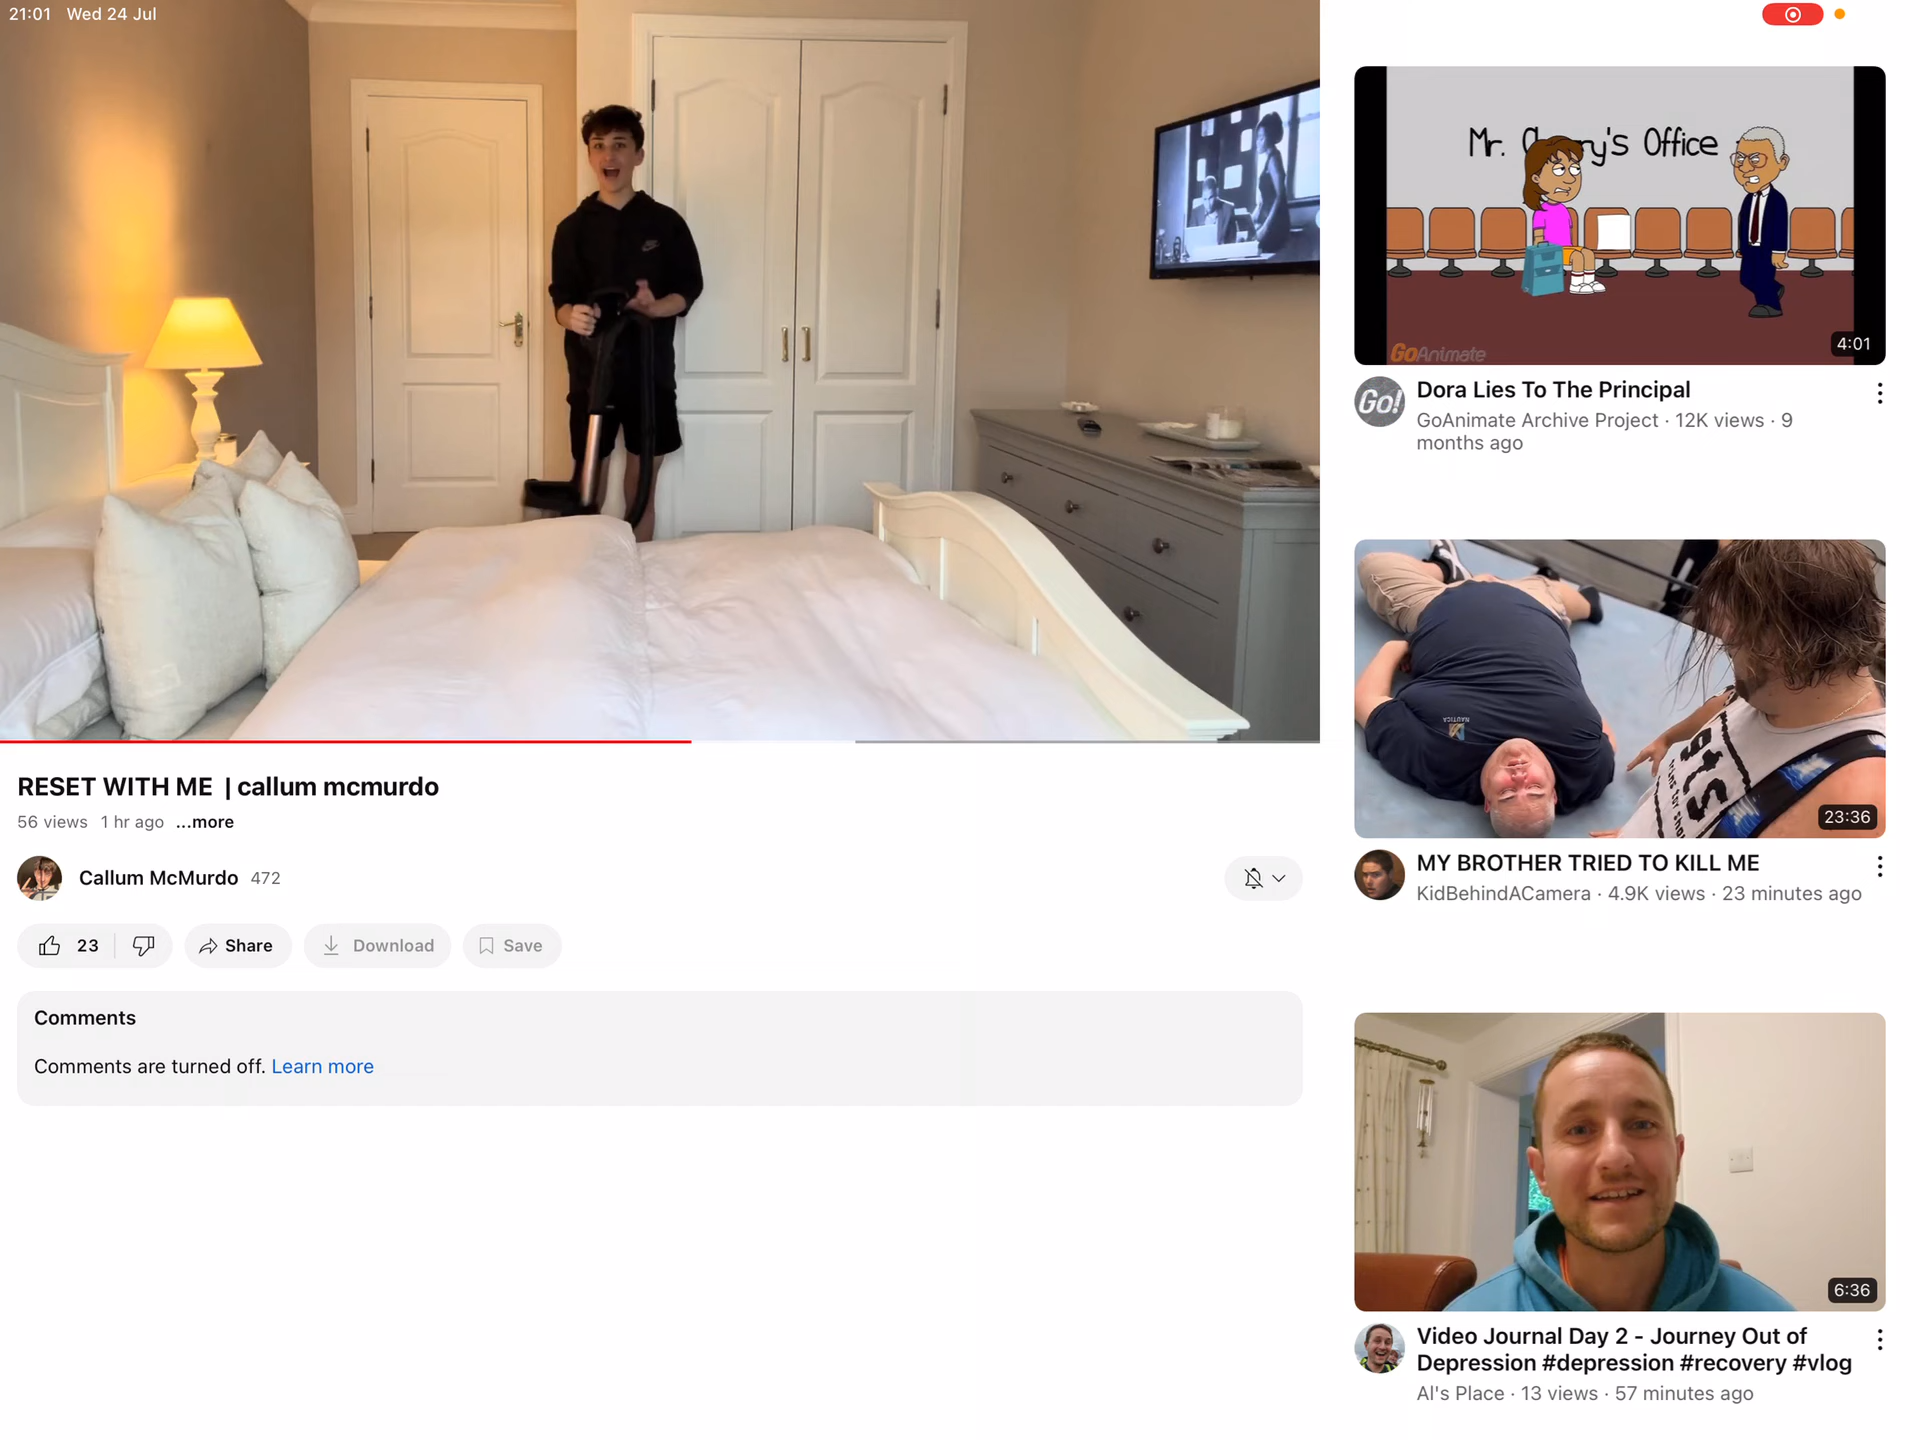 21:01 Wed 24 Jul
RESET WITH ME | callum mcmurdo
56 views 1 hr ago ...more
Callum McMurdo 472
23
Share
Download
Save
Comments
Comments are turned off. Learn more
Mr. 's Office
GoAnimate
4:01
Go!
Dora Lies To The Principal
GoAnimate Archive Project · 12K views · 9
months ago
NAUTICA
gts
23:36
MY BROTHER TRIED TO KILL ME
KidBehindACamera · 4.9K views · 23 minutes ago
6:36
Video Journal Day 2 - Journey Out of
Depression #depression #recovery #vlog
Al's Place · 13 views · 57 minutes ago